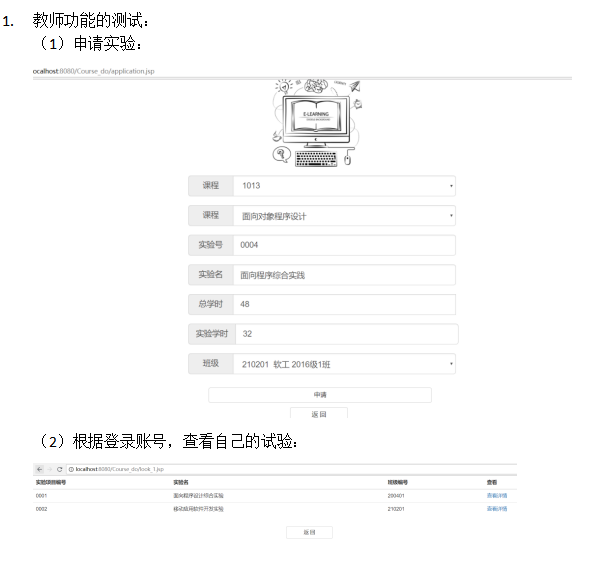 1. 教师功能的测试：
（1）申请实验：
ocalhost:8080/Course_do/application.jsp
E-LEARNING
课程 1013
课程 面向对象程序设计
实验号 0004
实验名 面向程序综合实践
总学时 48
实验学时 32
班级 210201 软工 2016级1班
申请
返回
（2）根据登录账号，查看自己的试验：
localhost:8080/Course_do/look_1.jsp
实验项目编号 实验名 班级编号 查看
0001 面向程序设计综合实验 200401 查看详情
0002 移动应用软件开发实验 210201 查看详情
返回